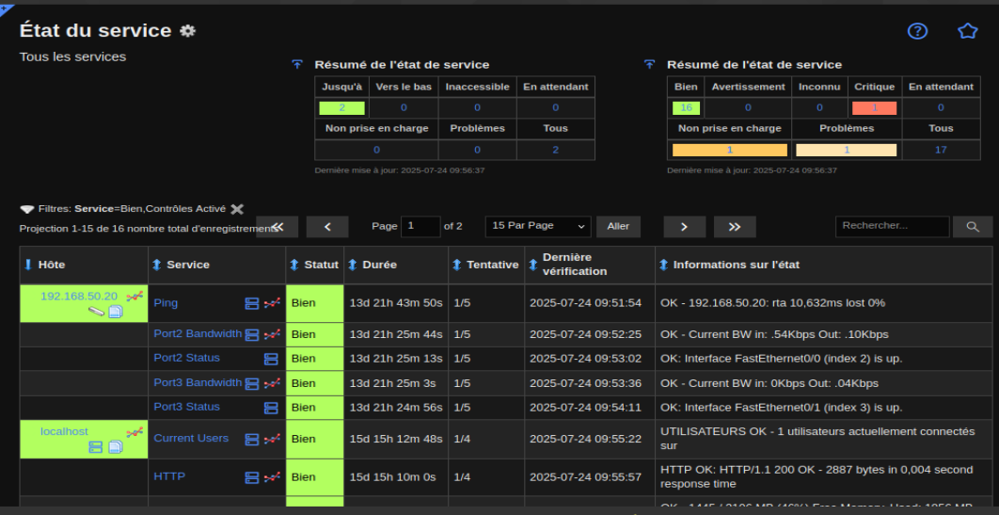 État du service
Tous les services
Résumé de l'état de service
Jusqu'à Vers le bas Inaccessible En attendant
2 0 0 0
Non prise en charge Problèmes Tous
0 0 2
Dernière mise à jour: 2025-07-24 09:56:37
Résumé de l'état de service
Bien Avertissement Inconnu Critique En attendant
16 0 0 1 0
Non prise en charge Problèmes Tous
1 1 17
Dernière mise à jour: 2025-07-24 09:56:37
Filtres: Service=Bien,Contrôles Activé
Projection 1-15 de 16 nombre total d'enregistrements
Page 1 of 2 15 Par Page Aller Rechercher...
Hôte Service Statut Durée Tentative Dernière vérification Informations sur l'état
192.168.50.20 Ping Bien 13d 21h 43m 50s 1/5 2025-07-24 09:51:54 OK - 192.168.50.20: rta 10,632ms lost 0%
Port2 Bandwidth Bien 13d 21h 25m 44s 1/5 2025-07-24 09:52:25 OK - Current BW in: .54Kbps Out: .10Kbps
Port2 Status Bien 13d 21h 25m 13s 1/5 2025-07-24 09:53:02 OK: Interface FastEthernet0/0 (index 2) is up.
Port3 Bandwidth Bien 13d 21h 25m 3s 1/5 2025-07-24 09:53:36 OK - Current BW in: 0Kbps Out: .04Kbps
Port3 Status Bien 13d 21h 24m 56s 1/5 2025-07-24 09:54:11 OK: Interface FastEthernet0/1 (index 3) is up.
localhost Current Users Bien 15d 15h 12m 48s 1/4 2025-07-24 09:55:22 UTILISATEURS OK - 1 utilisateurs actuellement connectés
sur
HTTP Bien 15d 15h 10m 0s 1/4 2025-07-24 09:55:57 HTTP OK: HTTP/1.1 200 OK - 2887 bytes in 0,004 second
response time